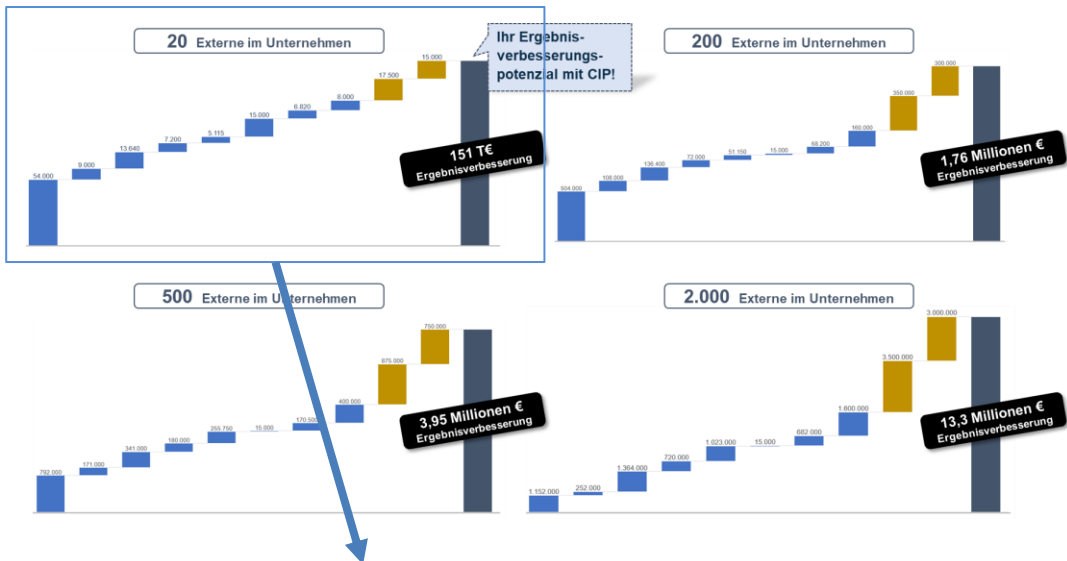 20 Externe im Unternehmen
Ihr Ergebnis-
verbesserungs-
potenzial mit CIP!
54.000
9.000
13.640
7.200
5.115
15.000
6.820
8.000
17.500
15.000
151 T€
Ergebnisverbesserung
200 Externe im Unternehmen
504.000
108.000
136.400
72.000
51.150
15.000
68.200
160.000
350.000
300.000
1,76 Millionen €
Ergebnisverbesserung
500 Externe im Unternehmen
792.000
171.000
341.000
180.000
255.750
15.000
170.500
400.000
875.000
750.000
3,95 Millionen €
Ergebnisverbesserung
2.000 Externe im Unternehmen
1.152.000
252.000
1.364.000
720.000
1.023.000
15.000
682.000
1.600.000
3.500.000
3.000.000
13,3 Millionen €
Ergebnisverbesserung